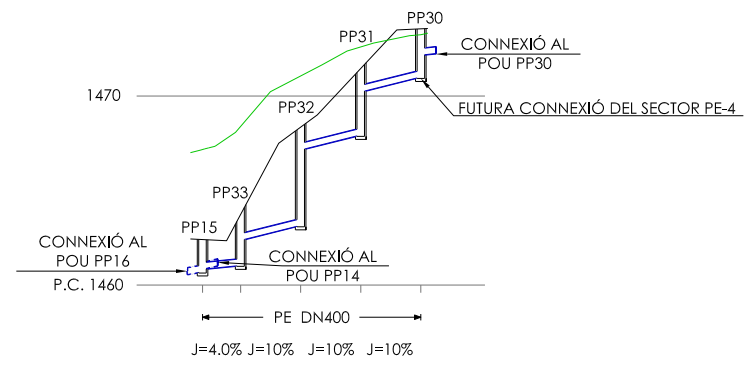 PP30
PP31
CONNEXIÓ AL
POU PP30
1470
PP32
FUTURA CONNEXIÓ DEL SECTOR PE-4
PP33
PP15
CONNEXIÓ AL
POU PP16
CONNEXIÓ AL
POU PP14
P.C. 1460
PE DN400
J=4.0% J=10% J=10% J=10%